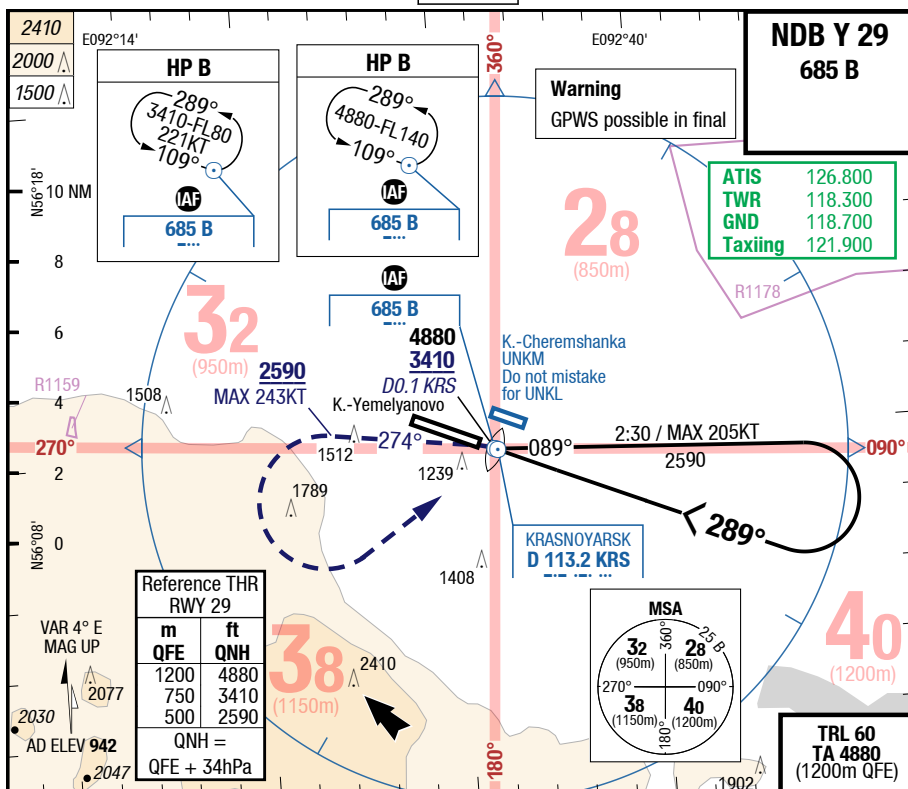 2410
2000
1500
E092°14'
E092°40'
NDB Y 29
685 B
HP B
289°
3410-FL80
221KT
109°
IAF
685 B
HP B
289°
4880-FL140
109°
IAF
685 B
360°
Warning
GPWS possible in final
ATIS 126.800
TWR 118.300
GND 118.700
Taxiing 121.900
N56°18'
10 NM
8
6
4
2
0
N56°08'
28
(850m)
R1178
IAF
685 B
32
(950m)
4880
3410
D0.1 KRS
K.-Cheremshanka
UNKM
Do not mistake
for UNKL
2590
MAX 243KT
R1159
1508
K.-Yemelyanovo
270°
1512
274°
1239
089°
2:30 / MAX 205KT
2590
090°
1789
289°
KRASNOYARSK
D 113.2 KRS
1408
Reference THR
RWY 29
m ft
QFE QNH
1200 4880
750 3410
500 2590
QNH =
QFE + 34hPa
VAR 4° E
MAG UP
2077
2030
AD ELEV 942
2047
38
(1150m)
2410
180°
MSA
25 B
360°
32
(950m)
28
(850m)
270°
090°
38
(1150m)
40
(1200m)
180°
40
(1200m)
1902
TRL 60
TA 4880
(1200m QFE)